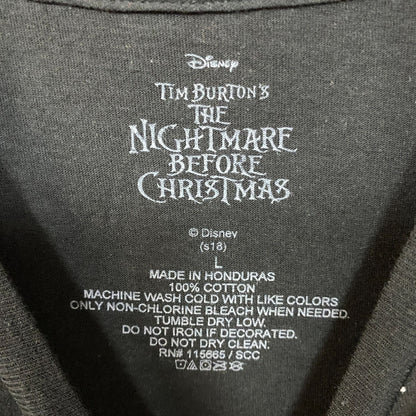 Disney
TIM BURTON'S
THE
NIGHTMARE
BEFORE
CHRISTMAS
© Disney
(s18)
L
MADE IN HONDURAS
100% COTTON
MACHINE WASH COLD WITH LIKE COLORS
ONLY NON-CHLORINE BLEACH WHEN NEEDED.
TUMBLE DRY LOW.
DO NOT IRON IF DECORATED.
DO NOT DRY CLEAN.
RN# 115665 / SCC